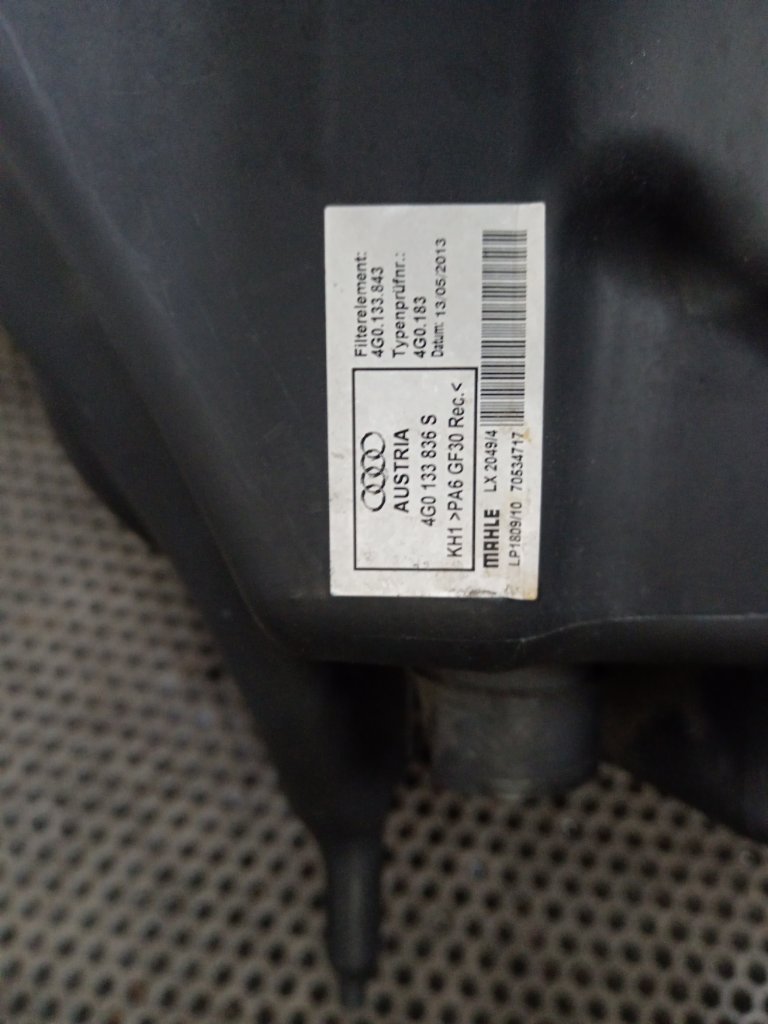 Filterelement:
4G0.133.843
Typenprüfnr.:
4G0.183
Datum: 13/05/2013
AUSTRIA
4G0 133 836 S
KH1 >PA6 GF30 Rec.<
MAHLE LX 2049/4
LP1809/10 70534717